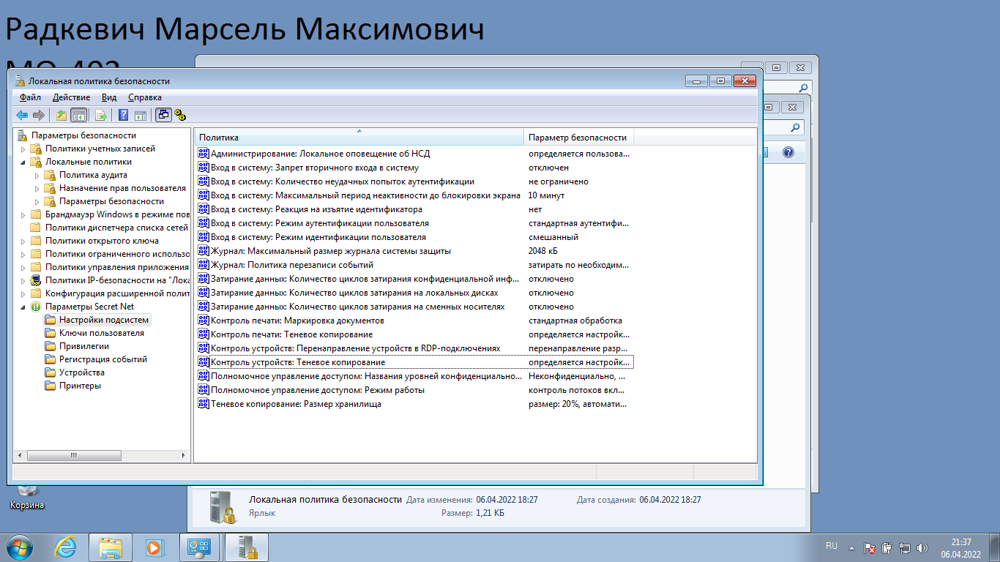 Радкевич Марсель Максимович
Локальная политика безопасности
Файл Действие Вид Справка
Параметры безопасности
Политики учетных записей
Локальные политики
Политика аудита
Назначение прав пользователя
Параметры безопасности
Брандмауэр Windows в режиме пов
Политики диспетчера списка сетей
Политики открытого ключа
Политики ограниченного использо
Политики управления приложения
Политики IP-безопасности на "Лока
Конфигурация расширенной полит
Параметры Secret Net
Настройки подсистем
Ключи пользователя
Привилегии
Регистрация событий
Устройства
Принтеры
Политика Параметр безопасности
Администрирование: Локальное оповещение об НСД определяется пользова...
Вход в систему: Запрет вторичного входа в систему отключен
Вход в систему: Количество неудачных попыток аутентификации не ограничено
Вход в систему: Максимальный период неактивности до блокировки экрана 10 минут
Вход в систему: Реакция на изъятие идентификатора нет
Вход в систему: Режим аутентификации пользователя стандартная аутентифи...
Вход в систему: Режим идентификации пользователя смешанный
Журнал: Максимальный размер журнала системы защиты 2048 кБ
Журнал: Политика перезаписи событий затирать по необходим...
Затирание данных: Количество циклов затирания конфиденциальной инф... отключено
Затирание данных: Количество циклов затирания на локальных дисках отключено
Затирание данных: Количество циклов затирания на сменных носителях отключено
Контроль печати: Маркировка документов стандартная обработка
Контроль печати: Теневое копирование определяется настройк...
Контроль устройств: Перенаправление устройств в RDP-подключениях перенаправление разр...
Контроль устройств: Теневое копирование определяется настройк...
Полномочное управление доступом: Названия уровней конфиденциально... Неконфиденциально, ...
Полномочное управление доступом: Режим работы контроль потоков вкл...
Теневое копирование: Размер хранилища размер: 20%, автомати...
Корзина
Локальная политика безопасности Дата изменения: 06.04.2022 18:27 Дата создания: 06.04.2022 18:27
Ярлык Размер: 1,21 КБ
RU
21:37
06.04.2022